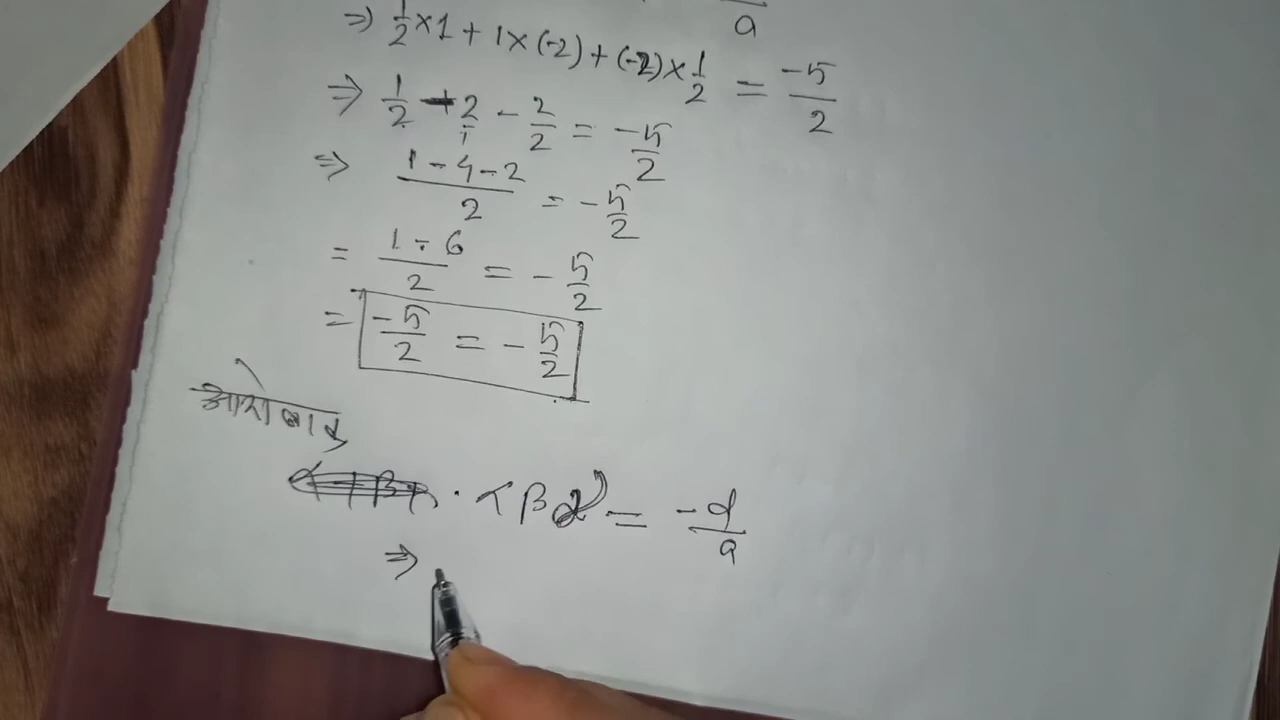 a
⇒ 1/2 × 1 + 1 × (-2) + (-2) × 1/2 = -5/2
⇒ 1/2 - 2/1 - 2/2 = -5/2
⇒ (1 - 4 - 2)/2 = -5/2
= (1 - 6)/2 = -5/2
= -5/2 = -5/2
αβγ = -d/a
⇒